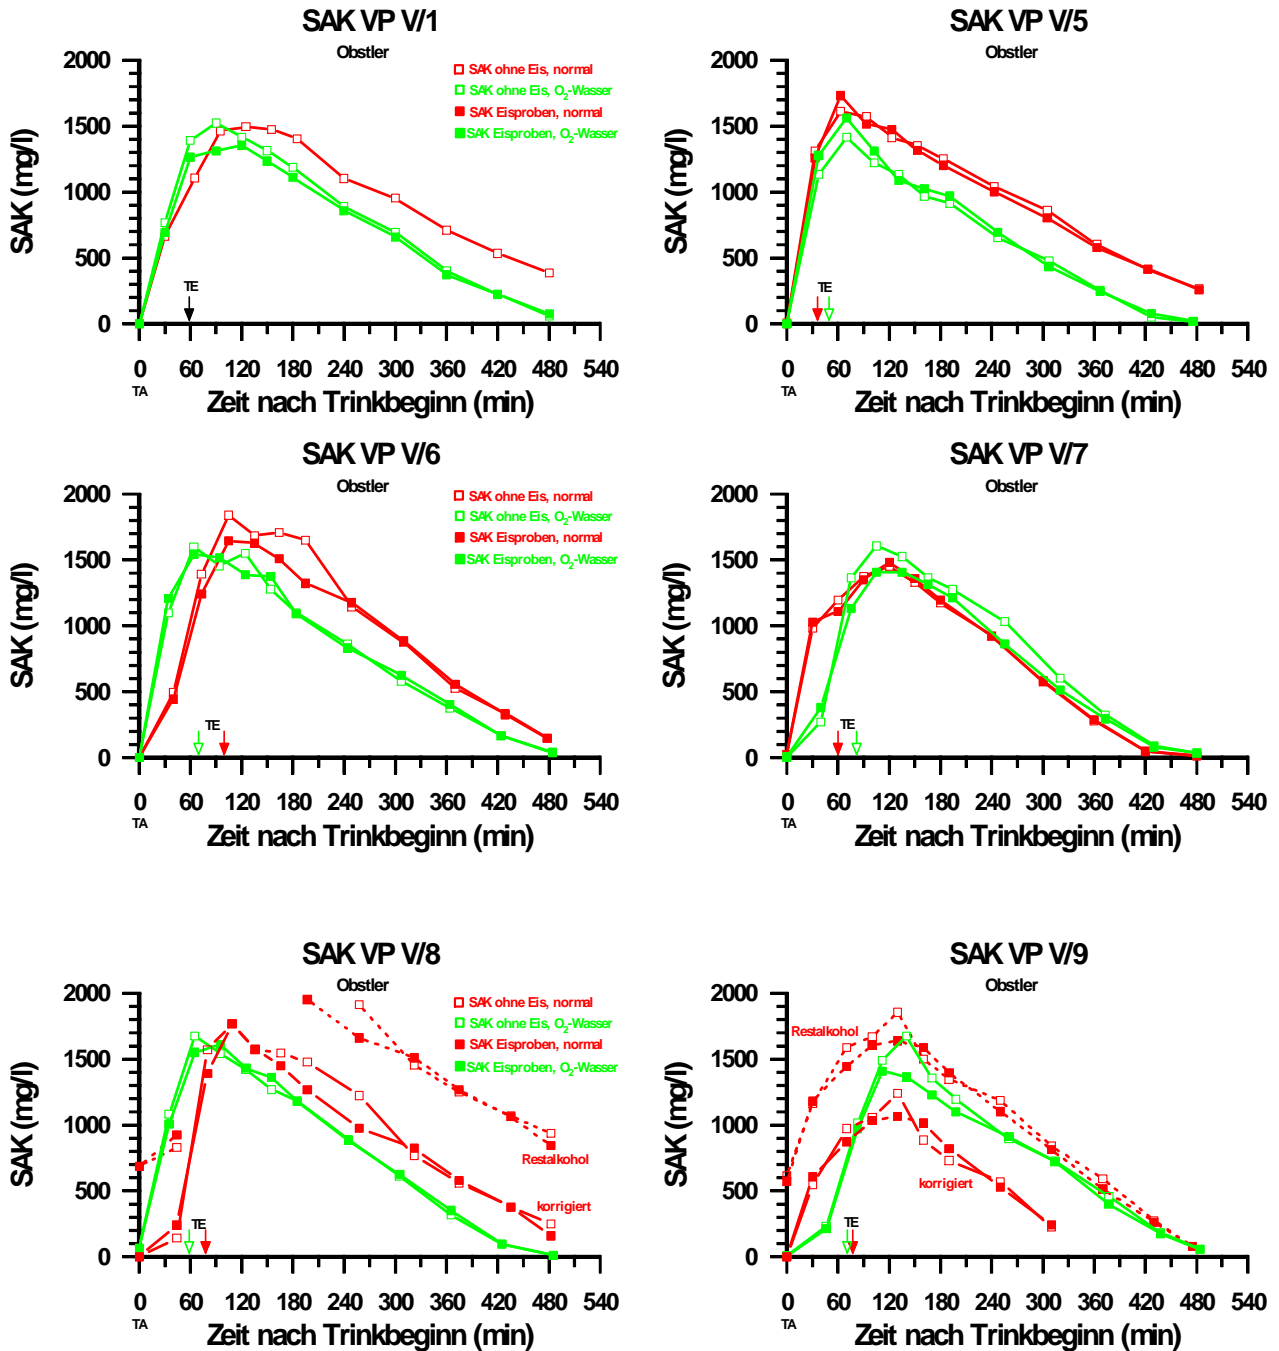 SAK VP V/1
Obstler
SAK (mg/l)
2000
1500
1000
500
0
SAK ohne Eis, normal
SAK ohne Eis, O₂-Wasser
SAK Eisproben, normal
SAK Eisproben, O₂-Wasser
TE
0 60 120 180 240 300 360 420 480 540
TA
Zeit nach Trinkbeginn (min)
SAK VP V/5
Obstler
SAK (mg/l)
2000
1500
1000
500
0
TE
0 60 120 180 240 300 360 420 480 540
TA
Zeit nach Trinkbeginn (min)
SAK VP V/6
Obstler
SAK (mg/l)
2000
1500
1000
500
0
SAK ohne Eis, normal
SAK ohne Eis, O₂-Wasser
SAK Eisproben, normal
SAK Eisproben, O₂-Wasser
TE
0 60 120 180 240 300 360 420 480 540
TA
Zeit nach Trinkbeginn (min)
SAK VP V/7
Obstler
SAK (mg/l)
2000
1500
1000
500
0
TE
0 60 120 180 240 300 360 420 480 540
TA
Zeit nach Trinkbeginn (min)
SAK VP V/8
Obstler
SAK (mg/l)
2000
1500
1000
500
0
SAK ohne Eis, normal
SAK ohne Eis, O₂-Wasser
SAK Eisproben, normal
SAK Eisproben, O₂-Wasser
Restalkohol
korrigiert
TE
0 60 120 180 240 300 360 420 480 540
TA
Zeit nach Trinkbeginn (min)
SAK VP V/9
Obstler
SAK (mg/l)
2000
1500
1000
500
0
Restalkohol
korrigiert
TE
0 60 120 180 240 300 360 420 480 540
TA
Zeit nach Trinkbeginn (min)